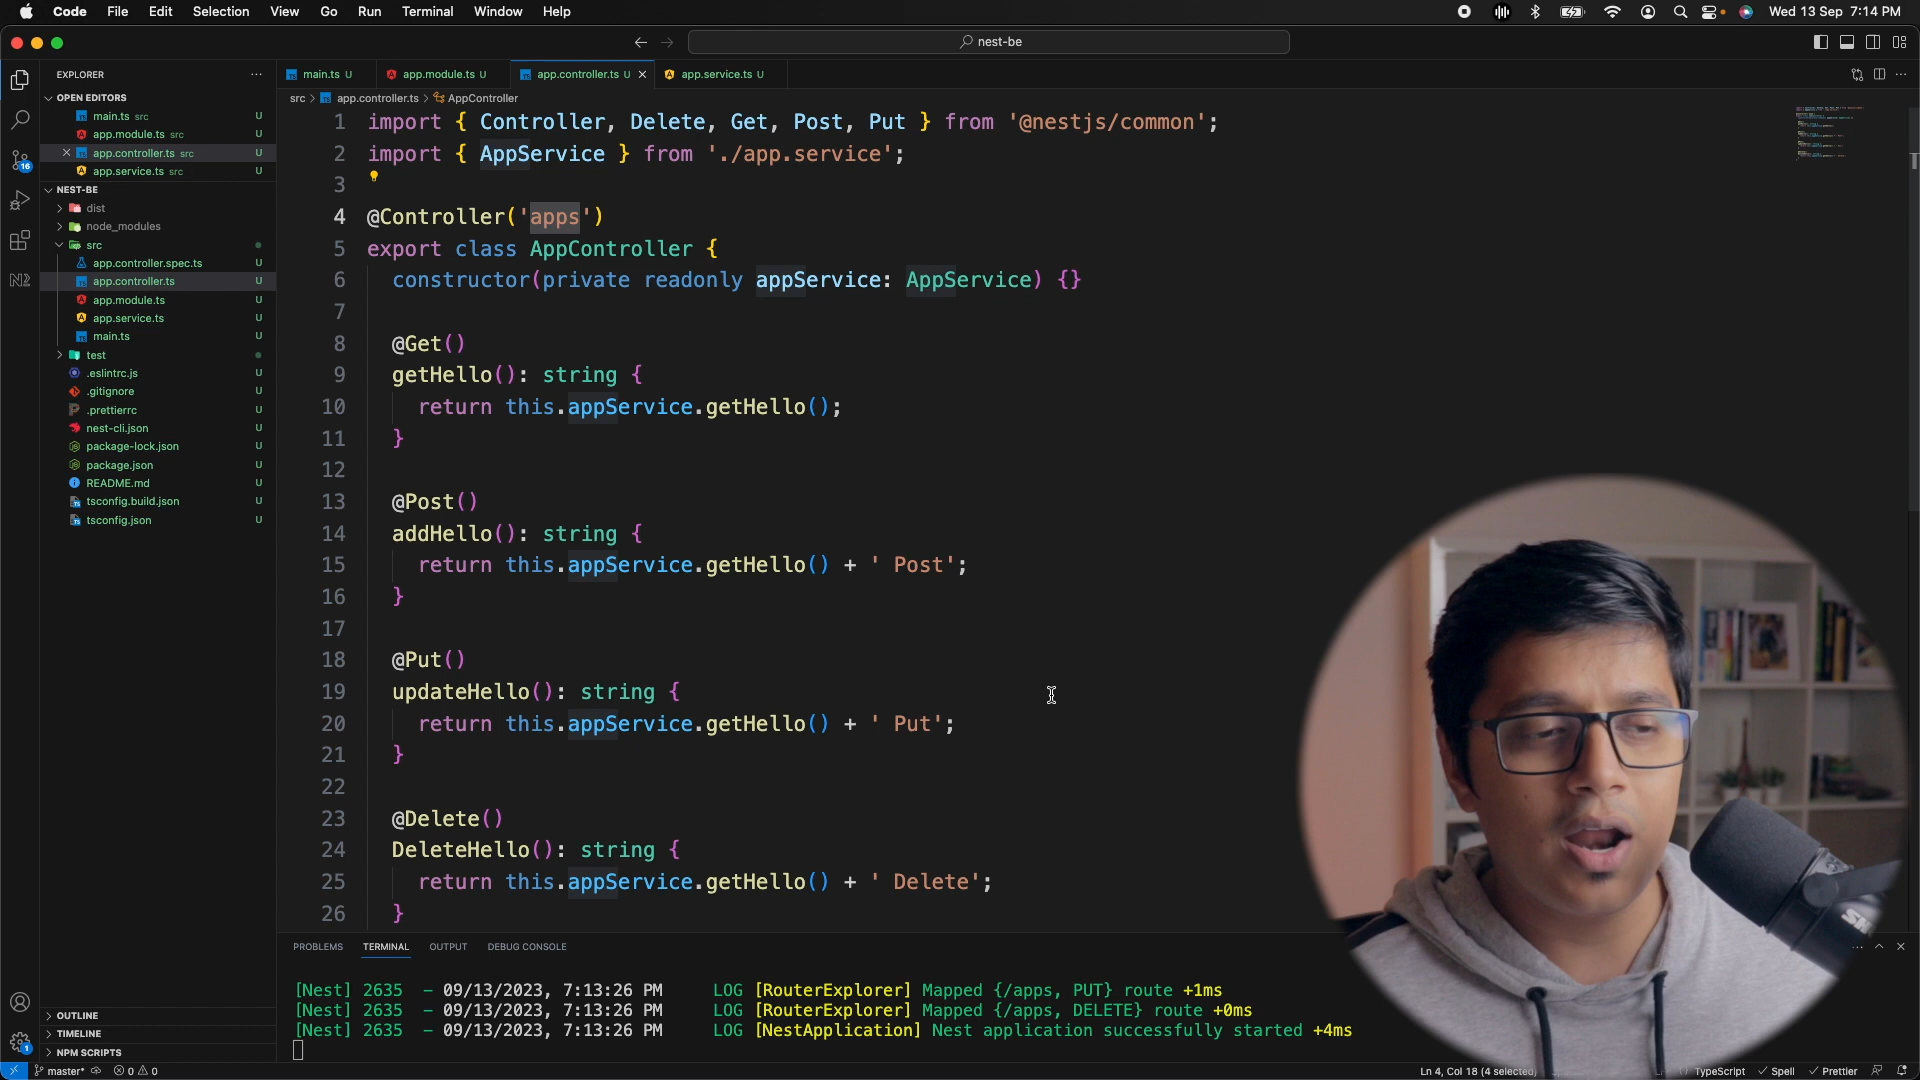 Code File Edit Selection View Go Run Terminal Window Help Wed 13 Sep 7:14 PM
nest-be
EXPLORER
OPEN EDITORS
main.ts src U
app.module.ts src U
app.controller.ts src U
app.service.ts src U
NEST-BE
dist
node_modules
src
app.controller.spec.ts U
app.controller.ts U
app.module.ts U
app.service.ts U
main.ts U
test
.eslintrc.js U
.gitignore U
.prettierrc U
nest-cli.json U
package-lock.json U
package.json U
README.md U
tsconfig.build.json U
tsconfig.json U
OUTLINE
TIMELINE
NPM SCRIPTS
16
1
main.ts U app.module.ts U app.controller.ts U app.service.ts U
src > app.controller.ts > AppController
1 import { Controller, Delete, Get, Post, Put } from '@nestjs/common';
2 import { AppService } from './app.service';
3
4 @Controller('apps')
5 export class AppController {
6 constructor(private readonly appService: AppService) {}
7
8 @Get()
9 getHello(): string {
10 return this.appService.getHello();
11 }
12
13 @Post()
14 addHello(): string {
15 return this.appService.getHello() + ' Post';
16 }
17
18 @Put()
19 updateHello(): string {
20 return this.appService.getHello() + ' Put';
21 }
22
23 @Delete()
24 DeleteHello(): string {
25 return this.appService.getHello() + ' Delete';
26 }
PROBLEMS TERMINAL OUTPUT DEBUG CONSOLE
[Nest] 2635 - 09/13/2023, 7:13:26 PM LOG [RouterExplorer] Mapped {/apps, PUT} route +1ms
[Nest] 2635 - 09/13/2023, 7:13:26 PM LOG [RouterExplorer] Mapped {/apps, DELETE} route +0ms
[Nest] 2635 - 09/13/2023, 7:13:26 PM LOG [NestApplication] Nest application successfully started +4ms
master* 0 0 Ln 4, Col 18 (4 selected) TypeScript Spell Prettier